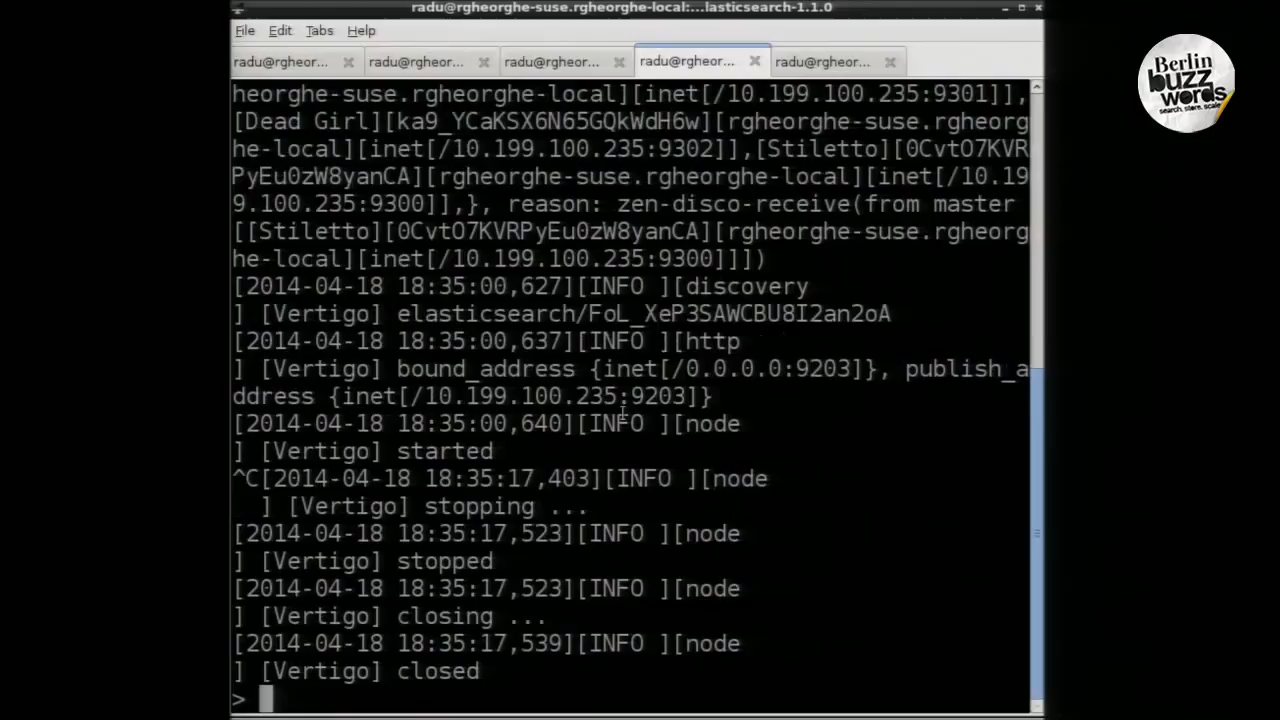 radu@rgheorghe-suse.rgheorghe-local:...lasticsearch-1.1.0
File Edit Tabs Help
radu@rgheor... radu@rgheor... radu@rgheor... radu@rgheor... radu@rgheor...
heorghe-suse.rgheorghe-local][inet[/10.199.100.235:9301]],
[Dead Girl][ka9_YCaKSX6N65GQkWdH6w][rgheorghe-suse.rgheorg
he-local][inet[/10.199.100.235:9302]],[Stiletto][0CvtO7KVR
PyEu0zW8yanCA][rgheorghe-suse.rgheorghe-local][inet[/10.19
9.100.235:9300]],}, reason: zen-disco-receive(from master
[[Stiletto][0CvtO7KVRPyEu0zW8yanCA][rgheorghe-suse.rgheorg
he-local][inet[/10.199.100.235:9300]]])
[2014-04-18 18:35:00,627][INFO ][discovery
] [Vertigo] elasticsearch/FoL_XeP3SAWCBU8I2an2oA
[2014-04-18 18:35:00,637][INFO ][http
] [Vertigo] bound_address {inet[/0.0.0.0:9203]}, publish_a
ddress {inet[/10.199.100.235:9203]}
[2014-04-18 18:35:00,640][INFO ][node
] [Vertigo] started
^C[2014-04-18 18:35:17,403][INFO ][node
] [Vertigo] stopping ...
[2014-04-18 18:35:17,523][INFO ][node
] [Vertigo] stopped
[2014-04-18 18:35:17,523][INFO ][node
] [Vertigo] closing ...
[2014-04-18 18:35:17,539][INFO ][node
] [Vertigo] closed
>
Berlin
buzz
words
search. store. scale.